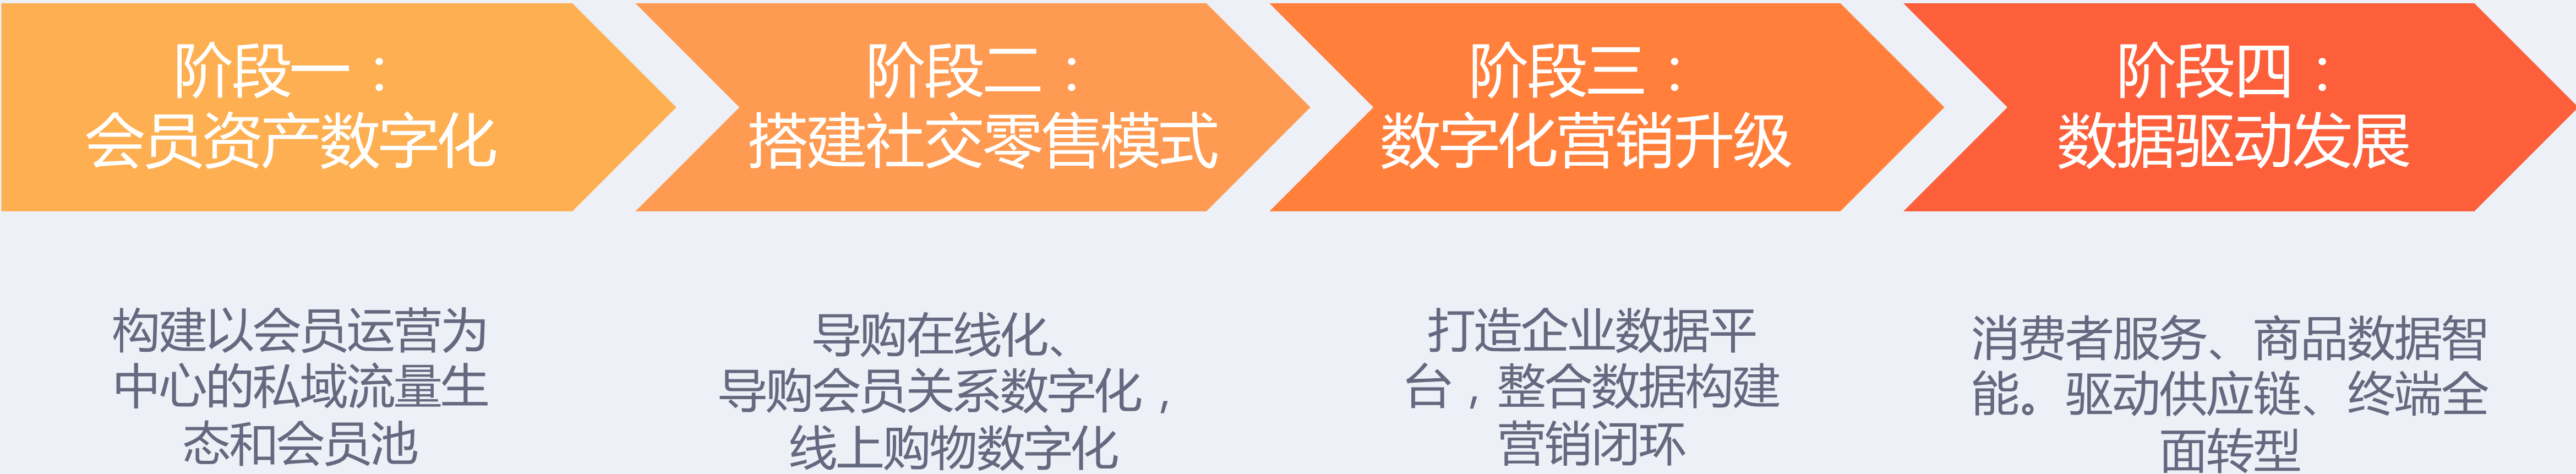 阶段一：
会员资产数字化
阶段二：
搭建社交零售模式
阶段三：
数字化营销升级
阶段四：
数据驱动发展
构建以会员运营为
中心的私域流量生
态和会员池
导购在线化、
导购会员关系数字化，
线上购物数字化
打造企业数据平
台，整合数据构建
营销闭环
消费者服务、商品数据智
能。驱动供应链、终端全
面转型